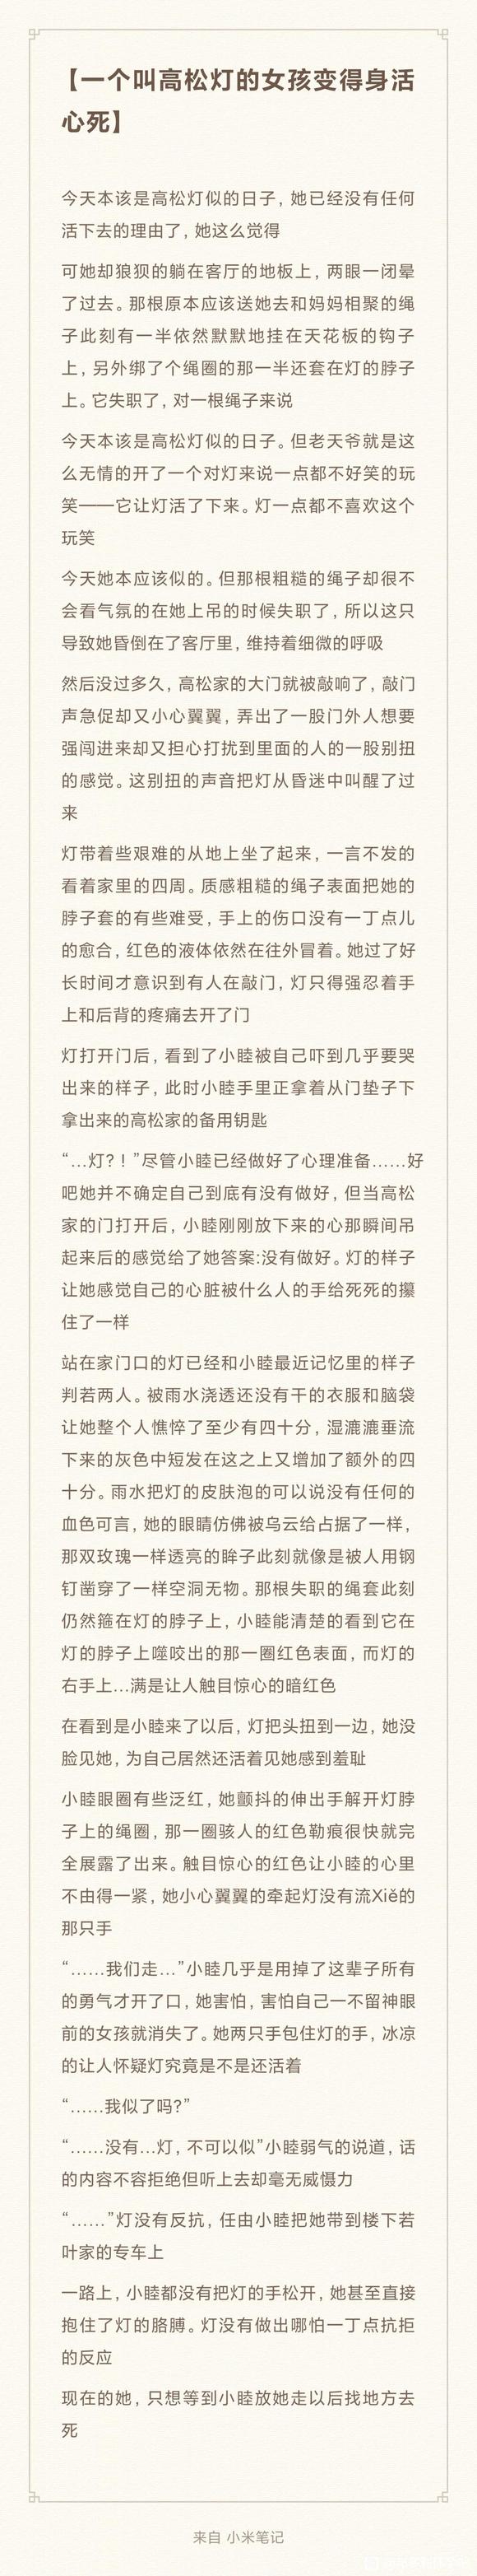 【一个叫高松灯的女孩变得身活
心死】
今天本该是高松灯似的日子，她已经没有任何
活下去的理由了，她这么觉得
可她却狼狈的躺在客厅的地板上，两眼一闭晕
了过去。那根原本应该送她去和妈妈相聚的绳
子此刻有一半依然默默地挂在天花板的钩子
上，另外绑了个绳圈的那一半还套在灯的脖子
上。它失职了，对一根绳子来说
今天本该是高松灯似的日子。但老天爷就是这
么无情的开了一个对灯来说一点都不好笑的玩
笑——它让灯活了下来。灯一点都不喜欢这个
玩笑
今天她本应该似的。但那根粗糙的绳子却很不
会看气氛的在她上吊的时候失职了，所以这只
导致她昏倒在了客厅里，维持着细微的呼吸
然后没过多久，高松家的大门就被敲响了，敲门
声急促却又小心翼翼，弄出了一股门外人想要
强闯进来却又担心打扰到里面的人的一股别扭
的感觉。这别扭的声音把灯从昏迷中叫醒了过
来
灯带着些艰难的从地上坐了起来，一言不发的
看着家里的四周。质感粗糙的绳子表面把她的
脖子套的有些难受，手上的伤口没有一丁点儿
的愈合，红色的液体依然在往外冒着。她过了好
长时间才意识到有人在敲门，灯只得强忍着手
上和后背的疼痛去开了门
灯打开门后，看到了小睦被自己吓到几乎要哭
出来的样子，此时小睦手里正拿着从门垫子下
拿出来的高松家的备用钥匙
“…灯？！”尽管小睦已经做好了心理准备……好
吧她并不确定自己到底有没有做好，但当高松
家的门打开后，小睦刚刚放下来的心那瞬间吊
起来后的感觉给了她答案:没有做好。灯的样子
让她感觉自己的心脏被什么人的手给死死的攥
住了一样
站在家门口的灯已经和小睦最近记忆里的样子
判若两人。被雨水浇透还没有干的衣服和脑袋
让她整个人憔悴了至少有四十分，湿漉漉垂流
下来的灰色中短发在这之上又增加了额外的四
十分。雨水把灯的皮肤泡的可以说没有任何的
血色可言，她的眼睛仿佛被乌云给占据了一样，
那双玫瑰一样透亮的眸子此刻就像是被人用钢
钉凿穿了一样空洞无物。那根失职的绳套此刻
仍然箍在灯的脖子上，小睦能清楚的看到它在
灯的脖子上噬咬出的那一圈红色表面，而灯的
右手上…满是让人触目惊心的暗红色
在看到是小睦来了以后，灯把头扭到一边，她没
脸见她，为自己居然还活着见她感到羞耻
小睦眼圈有些泛红，她颤抖的伸出手解开灯脖
子上的绳圈，那一圈骇人的红色勒痕很快就完
全展露了出来。触目惊心的红色让小睦的心里
不由得一紧，她小心翼翼的牵起灯没有流Xiě的
那只手
“……我们走…”小睦几乎是用掉了这辈子所有
的勇气才开了口，她害怕，害怕自己一不留神眼
前的女孩就消失了。她两只手包住灯的手，冰凉
的让人怀疑灯究竟是不是还活着
“……我似了吗？”
“……没有…灯，不可以似”小睦弱气的说道，话
的内容不容拒绝但听上去却毫无威慑力
“……”灯没有反抗，任由小睦把她带到楼下若
叶家的专车上
一路上，小睦都没有把灯的手松开，她甚至直接
抱住了灯的胳膊。灯没有做出哪怕一丁点抗拒
的反应
现在的她，只想等到小睦放她走以后找地方去
死
来自 小米笔记